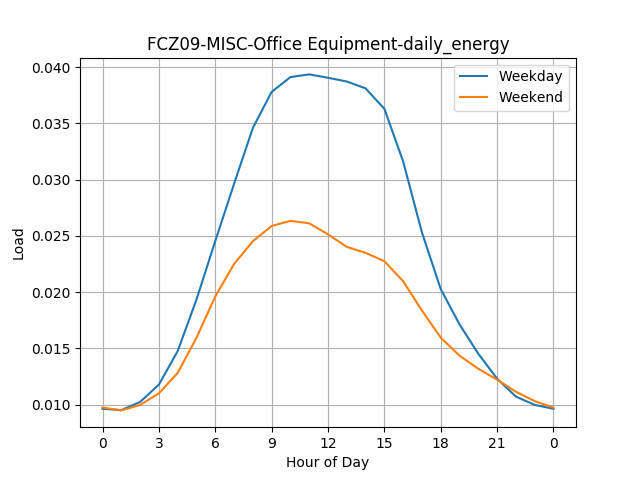 FCZ09-MISC-Office Equipment-daily_energy
Weekday
Weekend
0.040
0.035
0.030
0.025
0.020
0.015
0.010
Load
0 3 6 9 12 15 18 21 0
Hour of Day